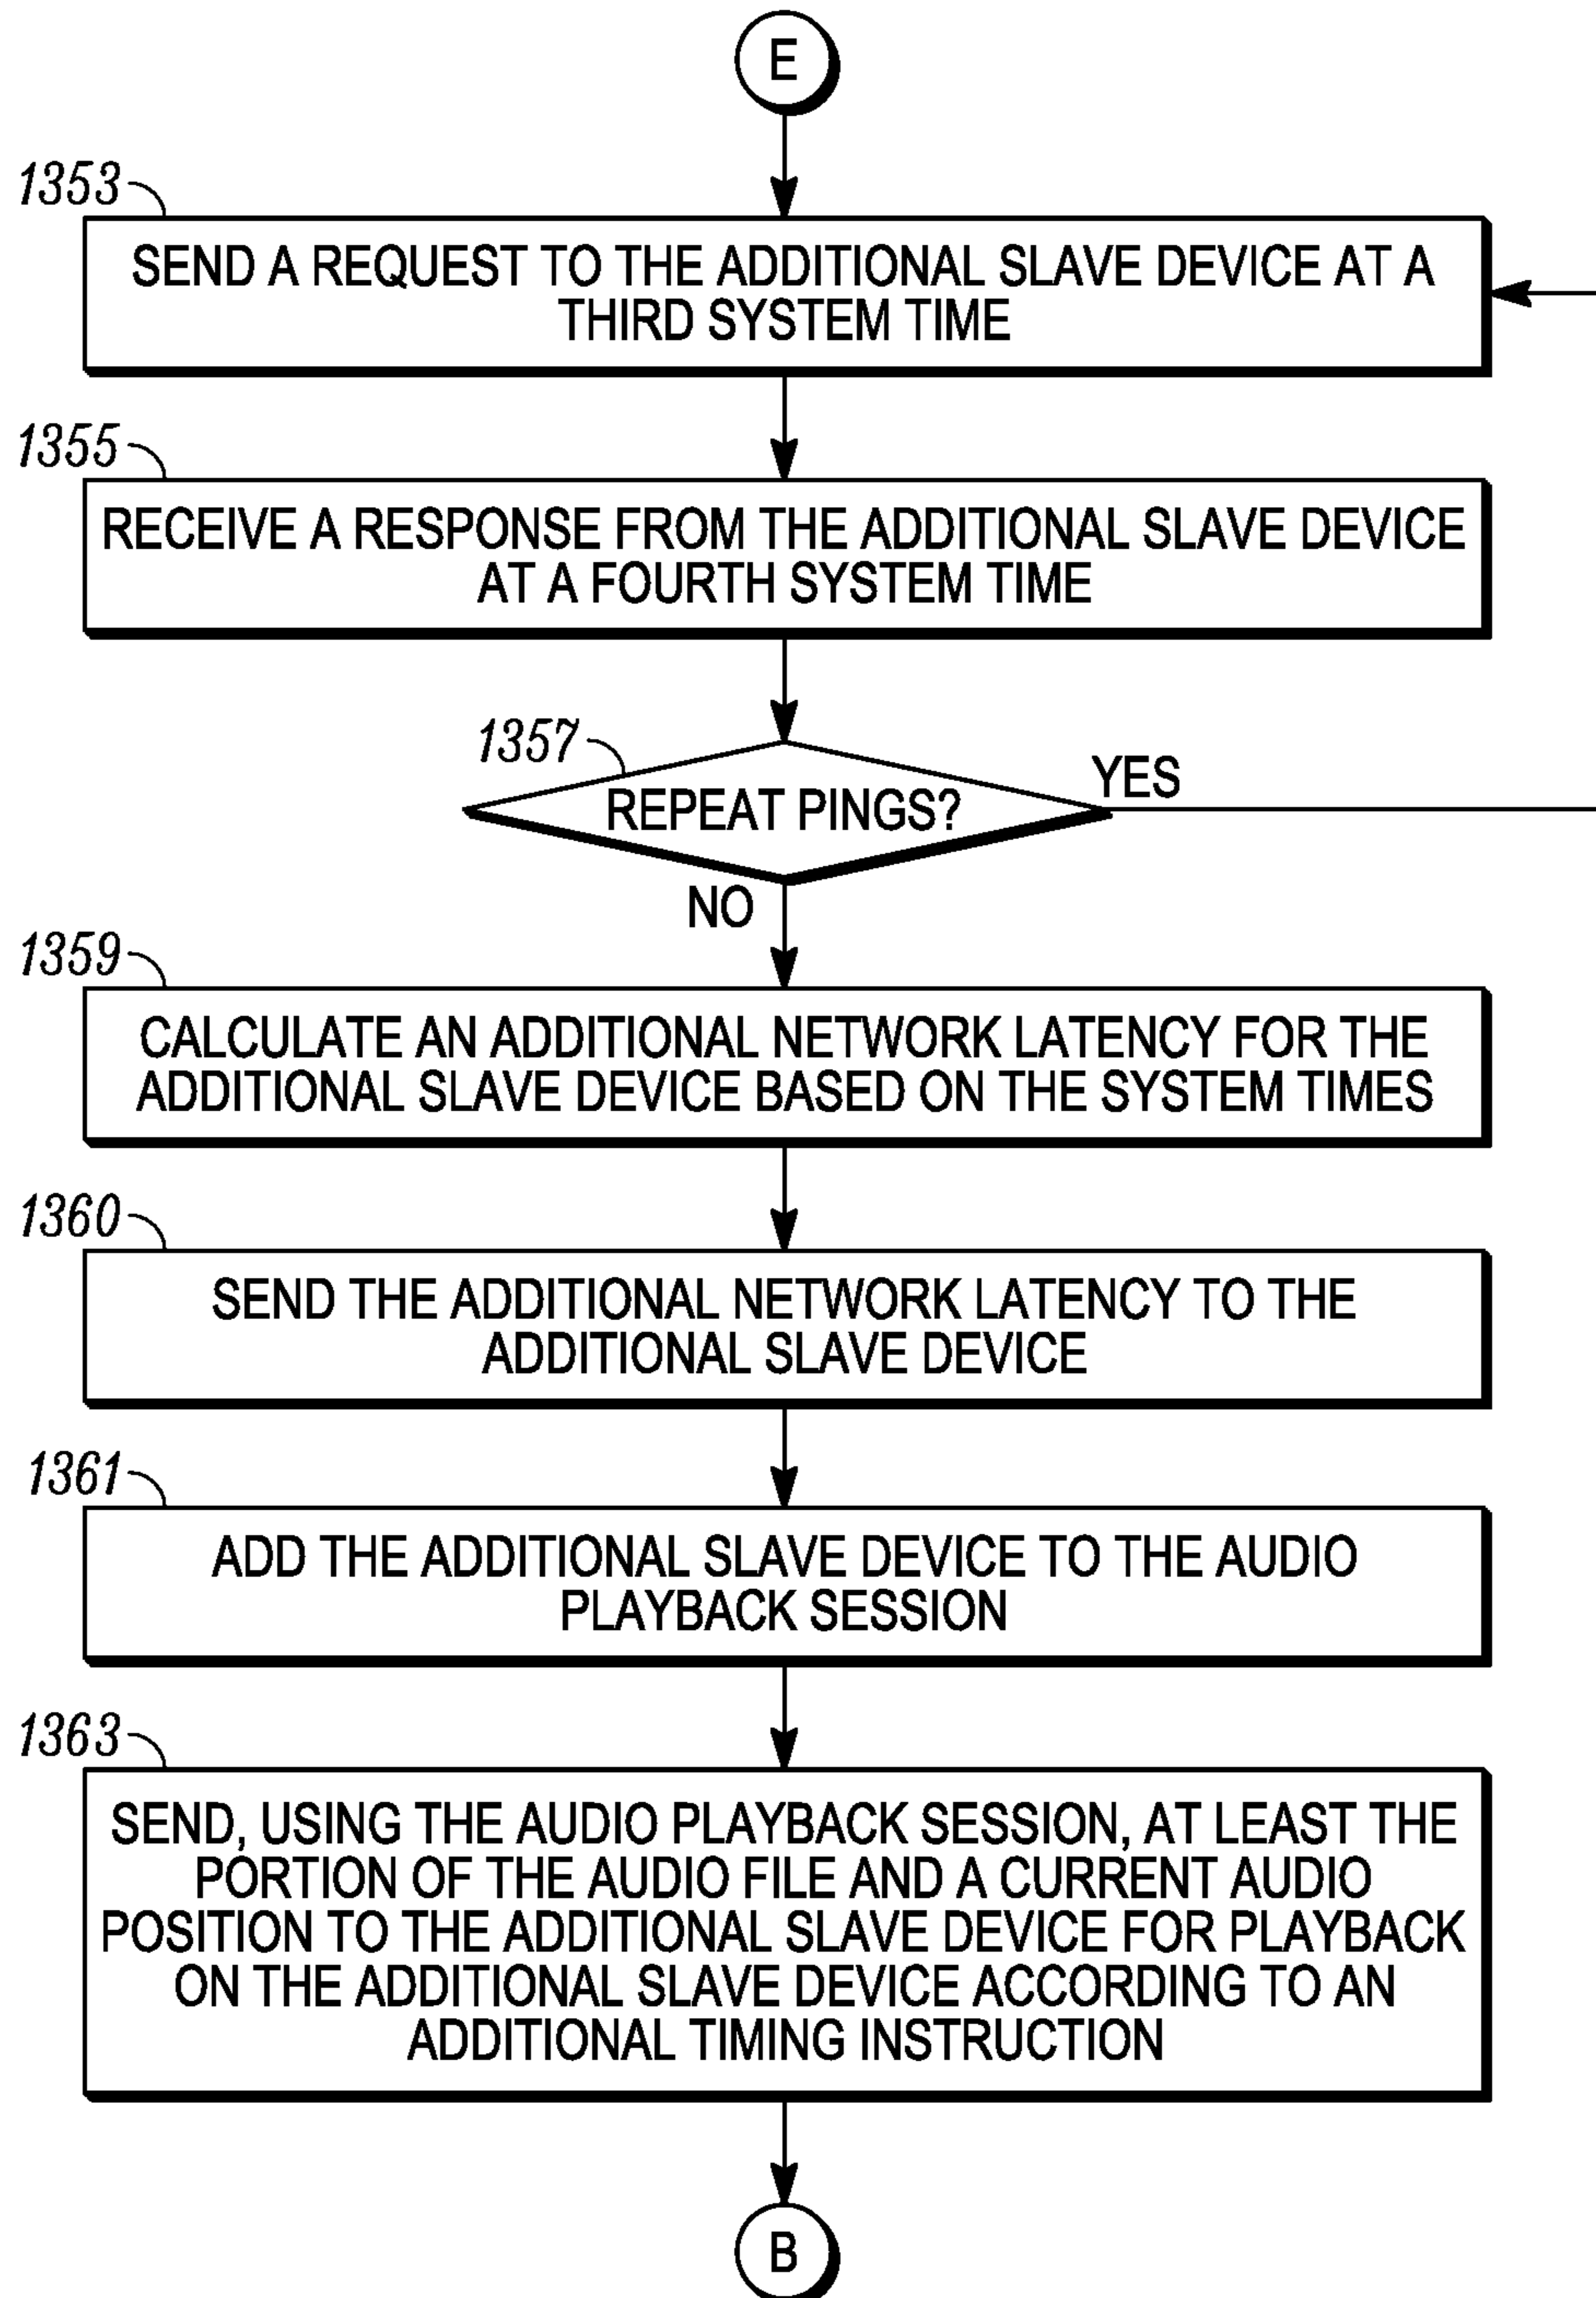 E
1353
SEND A REQUEST TO THE ADDITIONAL SLAVE DEVICE AT A
THIRD SYSTEM TIME
1355
RECEIVE A RESPONSE FROM THE ADDITIONAL SLAVE DEVICE
AT A FOURTH SYSTEM TIME
1357
REPEAT PINGS?
YES
NO
1359
CALCULATE AN ADDITIONAL NETWORK LATENCY FOR THE
ADDITIONAL SLAVE DEVICE BASED ON THE SYSTEM TIMES
1360
SEND THE ADDITIONAL NETWORK LATENCY TO THE
ADDITIONAL SLAVE DEVICE
1361
ADD THE ADDITIONAL SLAVE DEVICE TO THE AUDIO
PLAYBACK SESSION
1363
SEND, USING THE AUDIO PLAYBACK SESSION, AT LEAST THE
PORTION OF THE AUDIO FILE AND A CURRENT AUDIO
POSITION TO THE ADDITIONAL SLAVE DEVICE FOR PLAYBACK
ON THE ADDITIONAL SLAVE DEVICE ACCORDING TO AN
ADDITIONAL TIMING INSTRUCTION
B